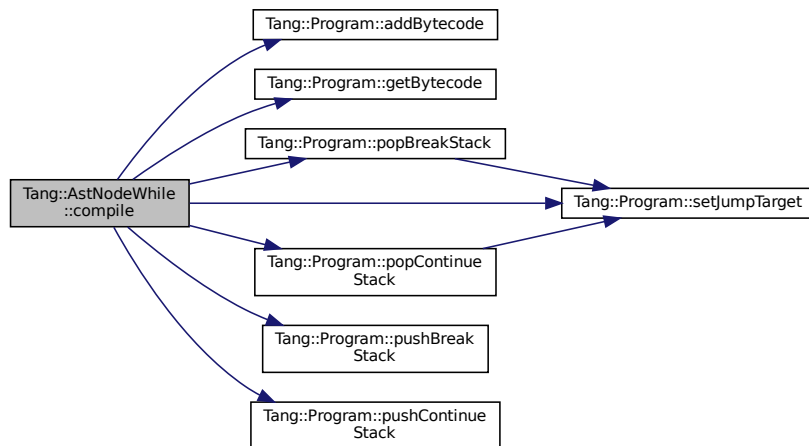 Tang::Program::addBytecode
Tang::Program::getBytecode
Tang::Program::popBreakStack
Tang::AstNodeWhile
::compile
Tang::Program::setJumpTarget
Tang::Program::popContinue
Stack
Tang::Program::pushBreak
Stack
Tang::Program::pushContinue
Stack